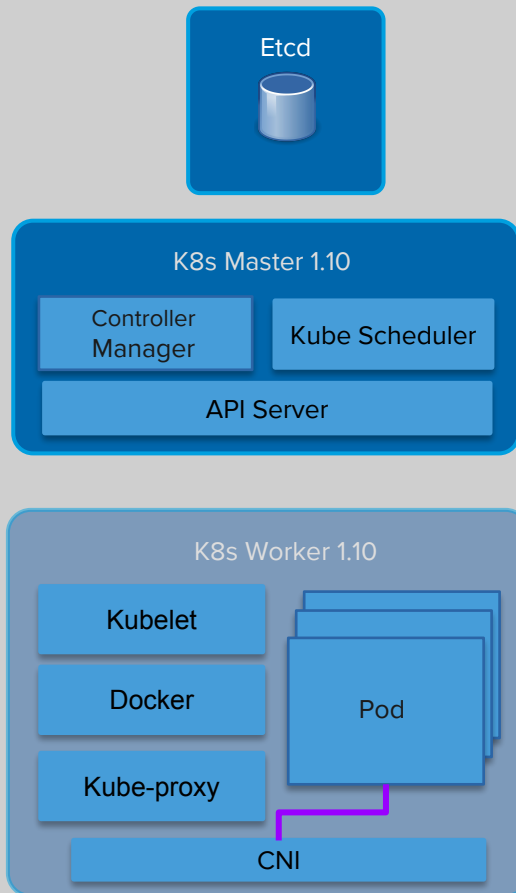 Etcd
K8s Master 1.10
Controller
Manager
Kube Scheduler
API Server
K8s Worker 1.10
Kubelet
Docker
Kube-proxy
Pod
CNI